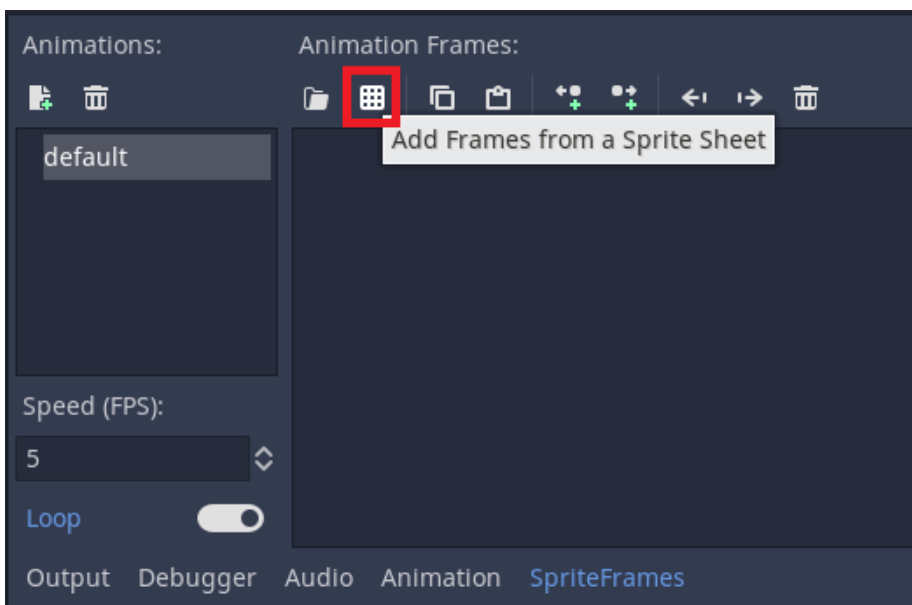 Animations:
Animation Frames:
Add Frames from a Sprite Sheet
default
Speed (FPS):
5
Loop
Output Debugger Audio Animation SpriteFrames